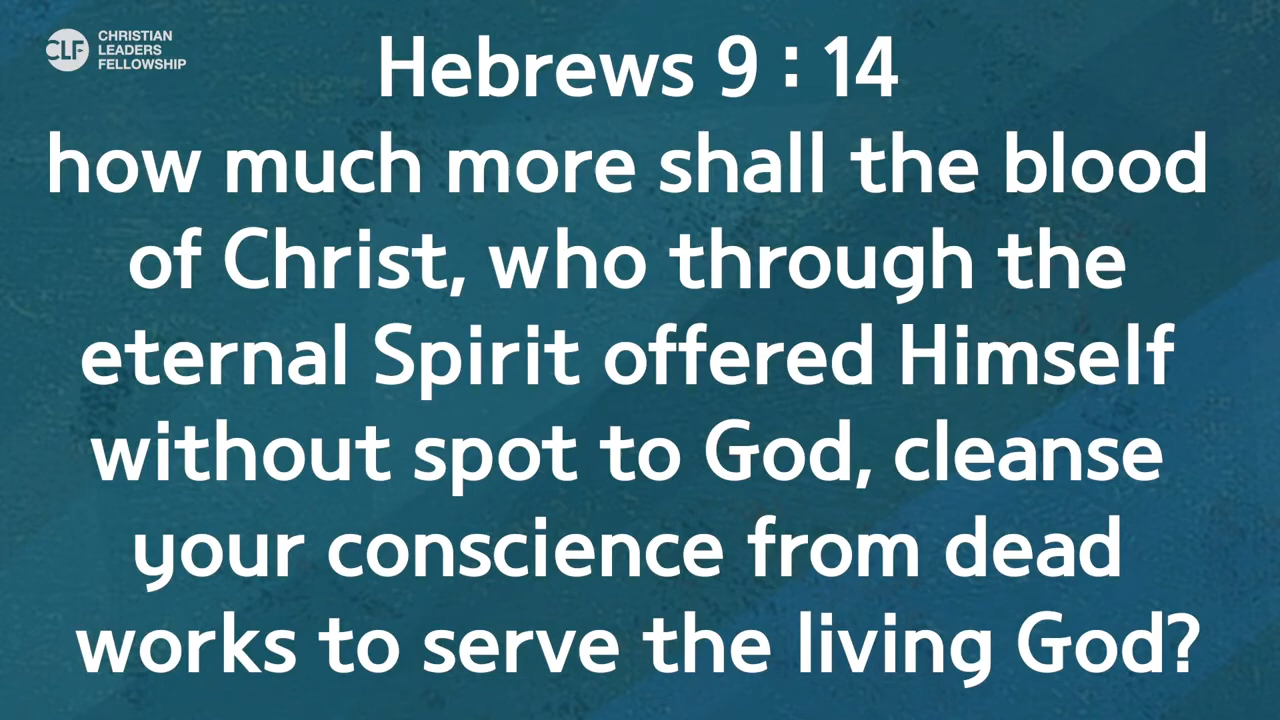 CLF
CHRISTIAN
LEADERS
FELLOWSHIP
Hebrews 9 : 14
how much more shall the blood
of Christ, who through the
eternal Spirit offered Himself
without spot to God, cleanse
your conscience from dead
works to serve the living God?